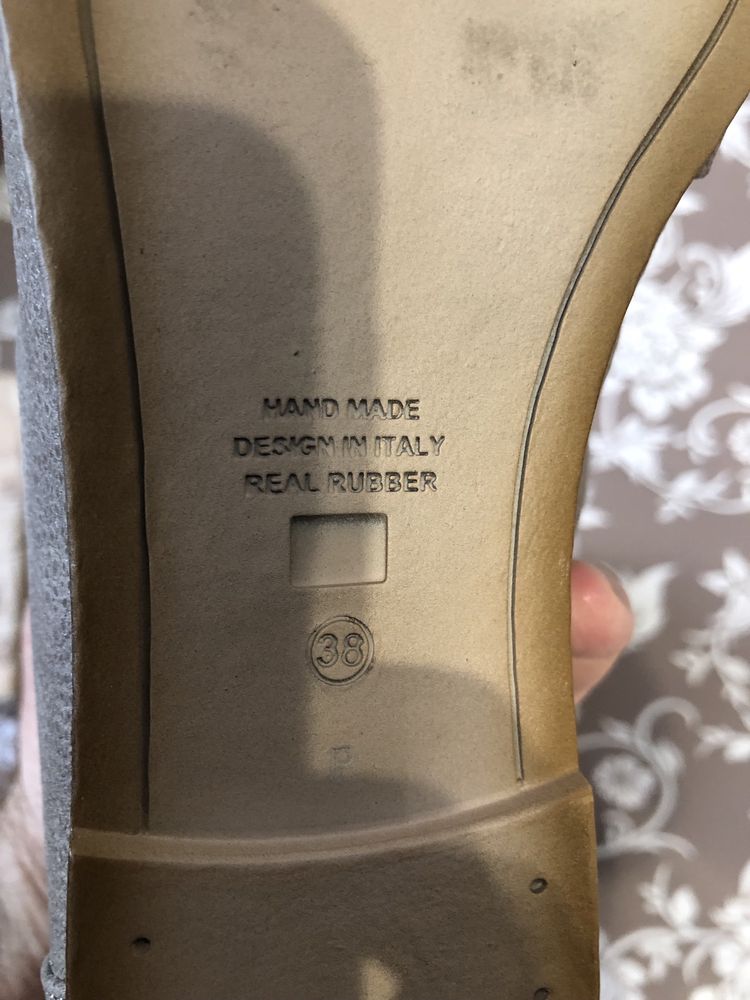 HAND MADE
DESIGN IN ITALY
REAL RUBBER
38